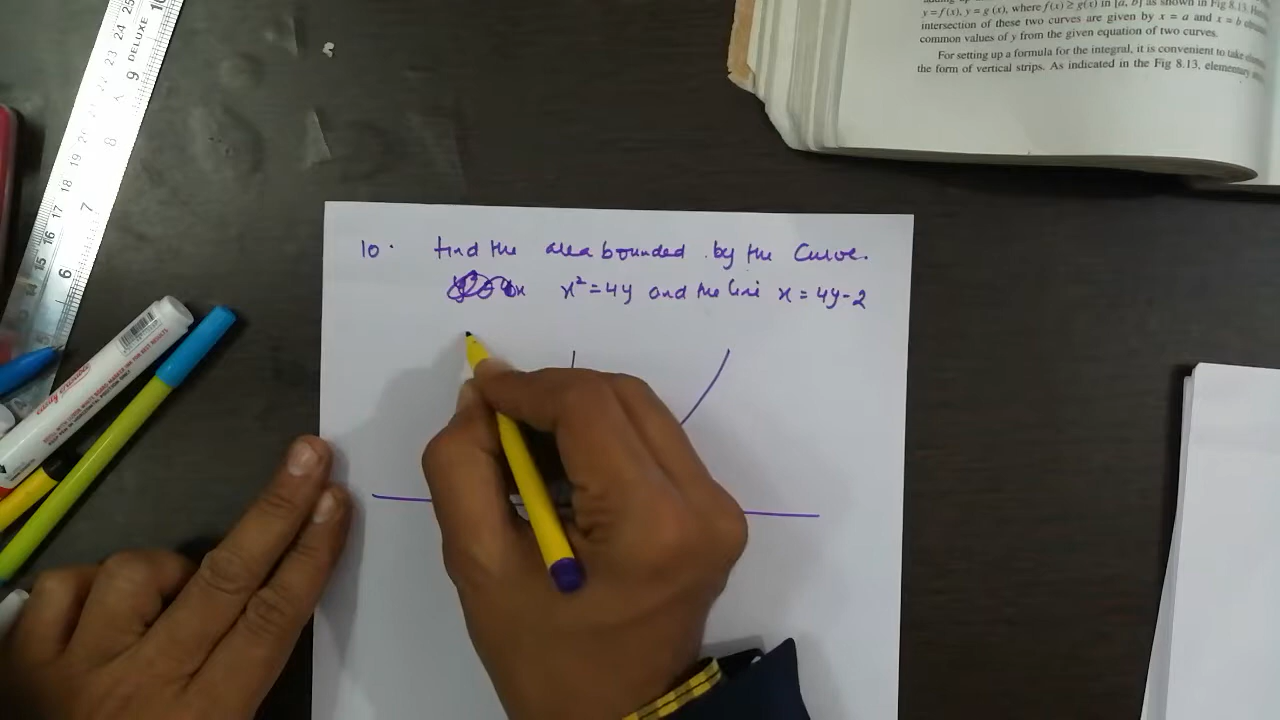 y = f(x), y = g (x), where f(x) ≥ g(x) in [a, b] as shown in Fig 8.13.
intersection of these two curves are given by x = a and x = b
common values of y from the given equation of two curves.
For setting up a formula for the integral, it is convenient to take
the form of vertical strips. As indicated in the Fig 8.13, elementary
10. find the area bounded by the Curve.
x² = 4y and the line x = 4y-2
DELUXE